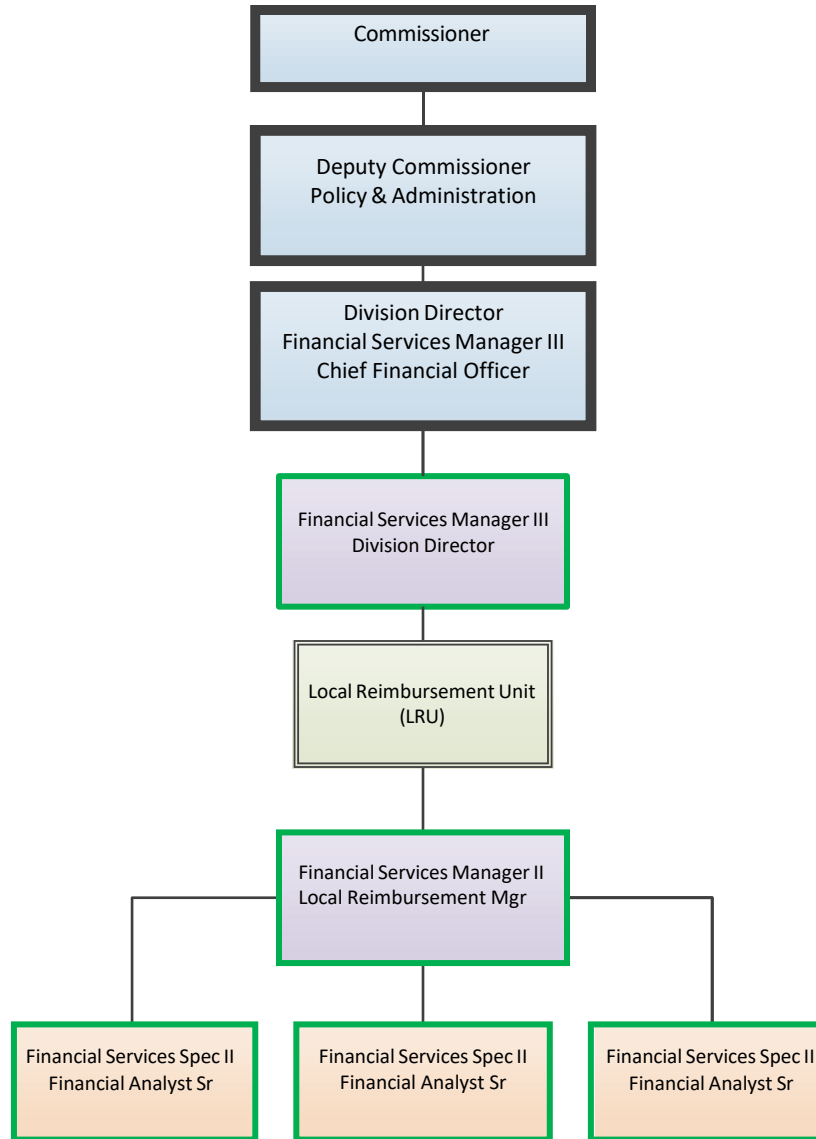 Commissioner
Deputy Commissioner
Policy & Administration
Division Director
Financial Services Manager III
Chief Financial Officer
Financial Services Manager III
Division Director
Local Reimbursement Unit
(LRU)
Financial Services Manager II
Local Reimbursement Mgr
Financial Services Spec II
Financial Analyst Sr
Financial Services Spec II
Financial Analyst Sr
Financial Services Spec II
Financial Analyst Sr